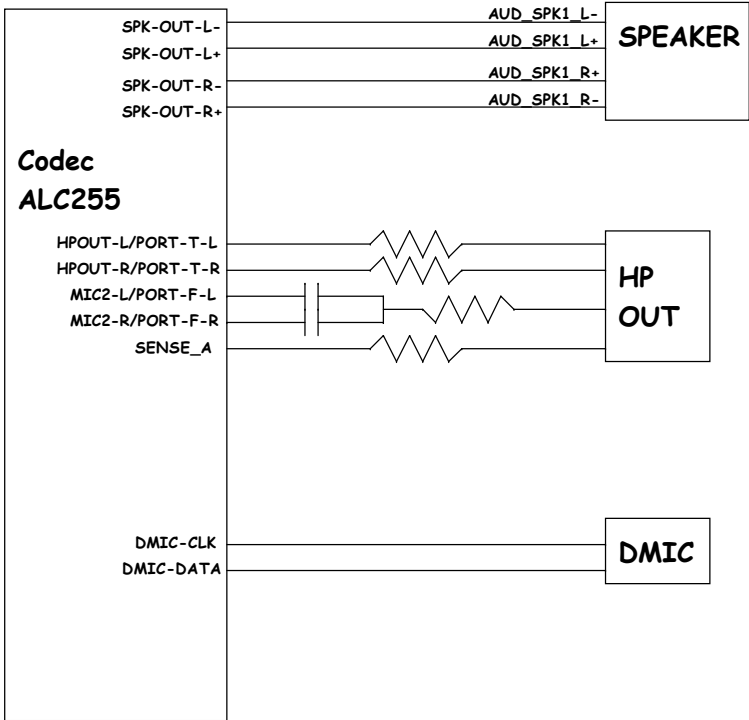 SPK-OUT-L-
AUD_SPK1_L-
SPK-OUT-L+
AUD_SPK1_L+
SPK-OUT-R-
AUD_SPK1_R+
SPK-OUT-R+
AUD_SPK1_R-
SPEAKER
Codec
ALC255
HPOUT-L/PORT-T-L
HPOUT-R/PORT-T-R
MIC2-L/PORT-F-L
MIC2-R/PORT-F-R
SENSE_A
HP
OUT
DMIC-CLK
DMIC-DATA
DMIC